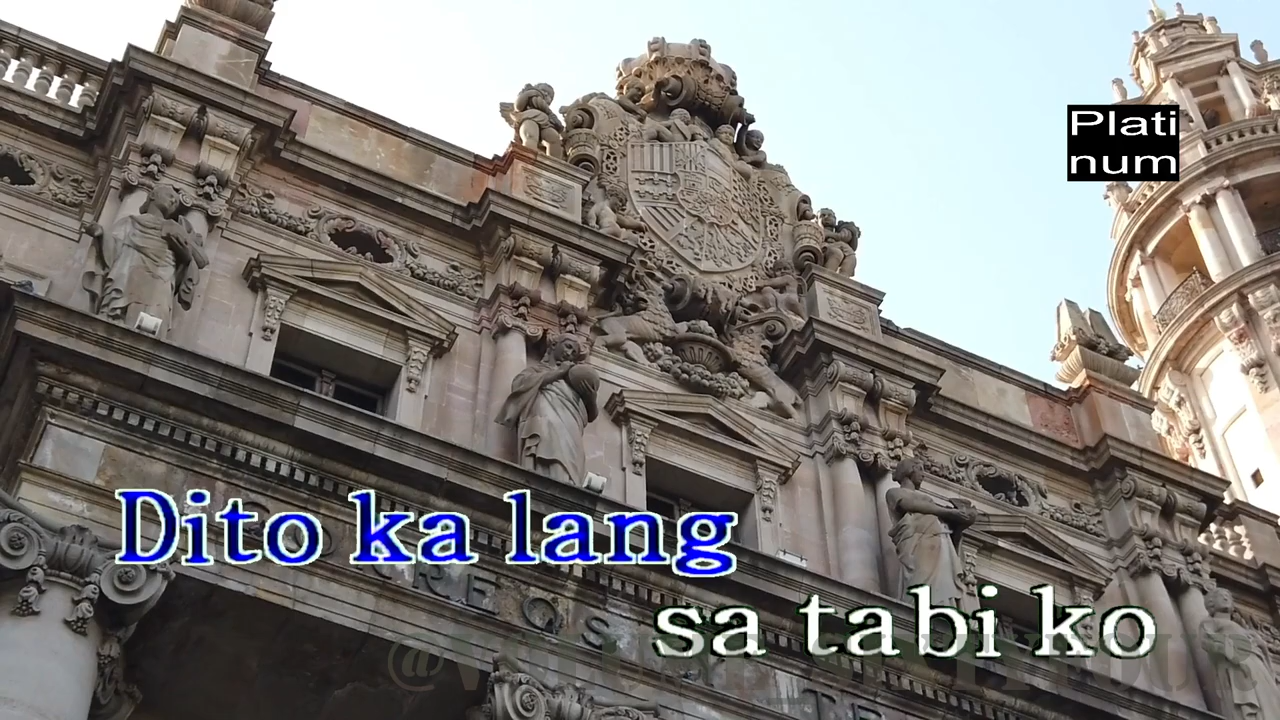 Plati
num
Dito ka lang
sa tabi ko